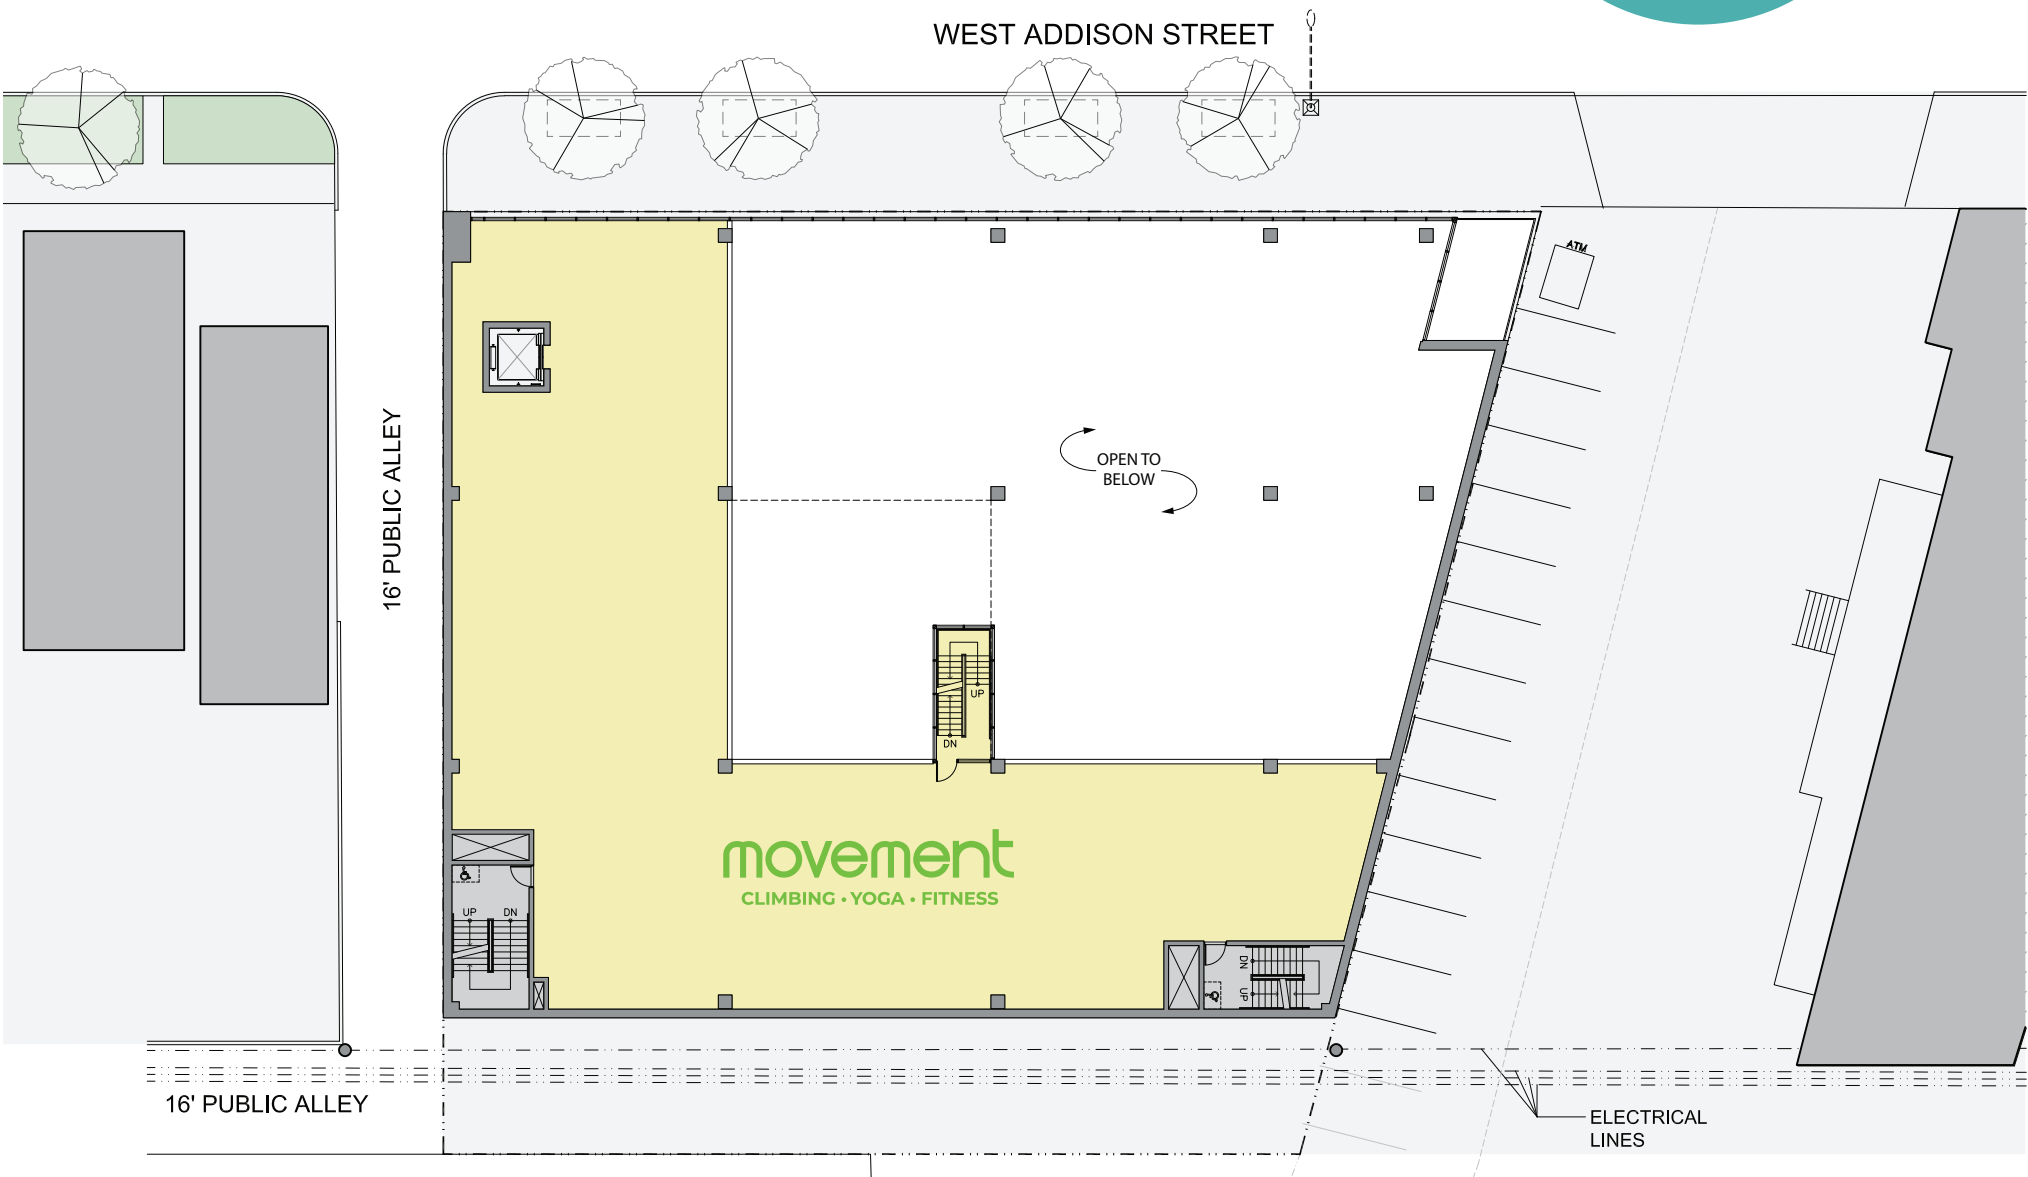 WEST ADDISON STREET
ATM
16' PUBLIC ALLEY
OPEN TO
BELOW
UP
DN
movement
CLIMBING • YOGA • FITNESS
UP DN
DN
UP
16' PUBLIC ALLEY
ELECTRICAL
LINES